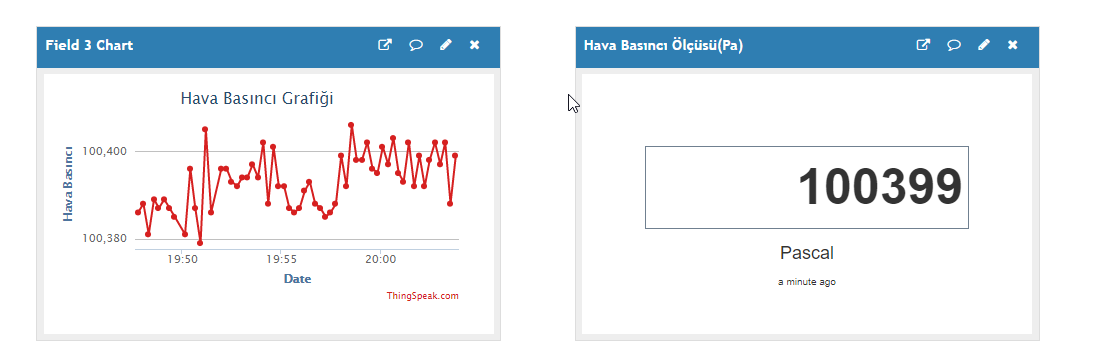 Field 3 Chart
Hava Basıncı Grafiği
Hava Basıncı
100,400
100,380
19:50 19:55 20:00
Date
ThingSpeak.com
Hava Basıncı Ölçüsü(Pa)
100399
Pascal
a minute ago